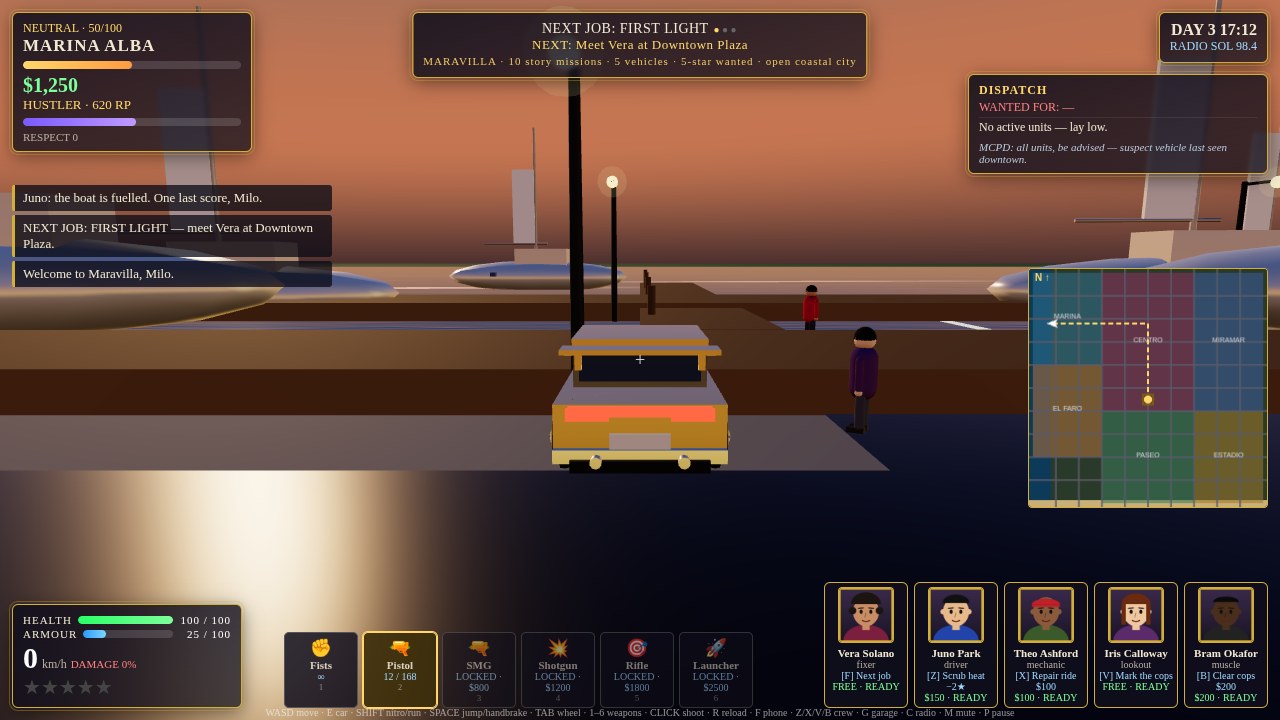 NEUTRAL · 50/100
MARINA ALBA
$1,250
HUSTLER · 620 RP
RESPECT 0
NEXT JOB: FIRST LIGHT
NEXT: Meet Vera at Downtown Plaza
MARAVILLA · 10 story missions · 5 vehicles · 5-star wanted · open coastal city
DAY 3 17:12
RADIO SOL 98.4
DISPATCH
WANTED FOR: —
No active units — lay low.
MCPD: all units, be advised — suspect vehicle last seen
downtown.
Juno: the boat is fuelled. One last score, Milo.
NEXT JOB: FIRST LIGHT — meet Vera at Downtown
Plaza.
Welcome to Maravilla, Milo.
N ↑
MARINA
CENTRO
MIRAMAR
EL FARO
PASEO
ESTADIO
HEALTH 100 / 100
ARMOUR 25 / 100
0 km/h DAMAGE 0%
★★★★★
Fists
∞
1
Pistol
12 / 168
2
SMG
LOCKED ·
$800
3
Shotgun
LOCKED ·
$1200
4
Rifle
LOCKED ·
$1800
5
Launcher
LOCKED ·
$2500
6
Vera Solano
fixer
[F] Next job
FREE · READY
Juno Park
driver
[Z] Scrub heat
−2★
$150 · READY
Theo Ashford
mechanic
[X] Repair ride
$100
$100 · READY
Iris Calloway
lookout
[V] Mark the cops
FREE · READY
Bram Okafor
muscle
[B] Clear cops
$200
$200 · READY
WASD move · E car · SHIFT nitro/run · SPACE jump/handbrake · TAB wheel · 1–6 weapons · CLICK shoot · R reload · F phone · Z/X/V/B crew · G garage · C radio · M mute · P pause